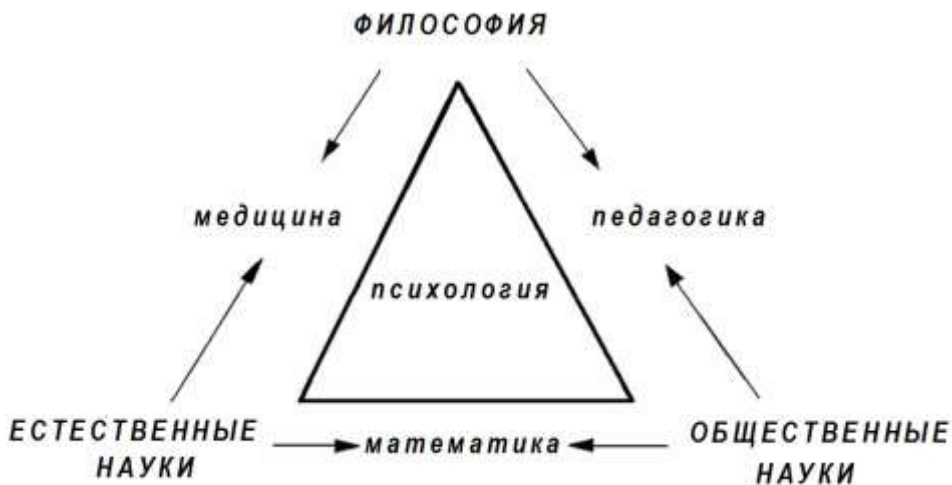 ФИЛОСОФИЯ
медицина
педагогика
психология
ЕСТЕСТВЕННЫЕ
НАУКИ
математика
ОБЩЕСТВЕННЫЕ
НАУКИ